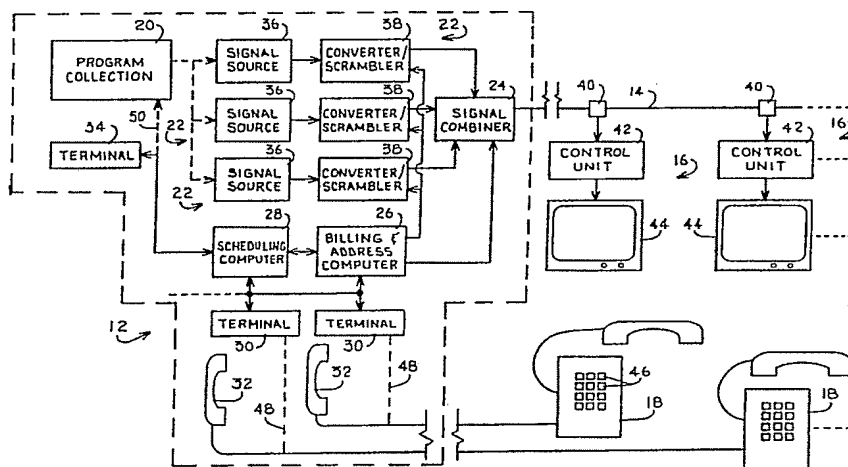 20
PROGRAM
COLLECTION
36
SIGNAL
SOURCE
38
CONVERTER/
SCRAMBLER
22
24
SIGNAL
COMBINER
40
14
40
50
34
TERMINAL
22
36
SIGNAL
SOURCE
38
CONVERTER/
SCRAMBLER
42
CONTROL
UNIT
16
42
CONTROL
UNIT
16
22
36
SIGNAL
SOURCE
38
CONVERTER/
SCRAMBLER
28
SCHEDULING
COMPUTER
26
BILLING &
ADDRESS
COMPUTER
44
44
12
TERMINAL
30
TERMINAL
30
32
48
32
48
46
18
18